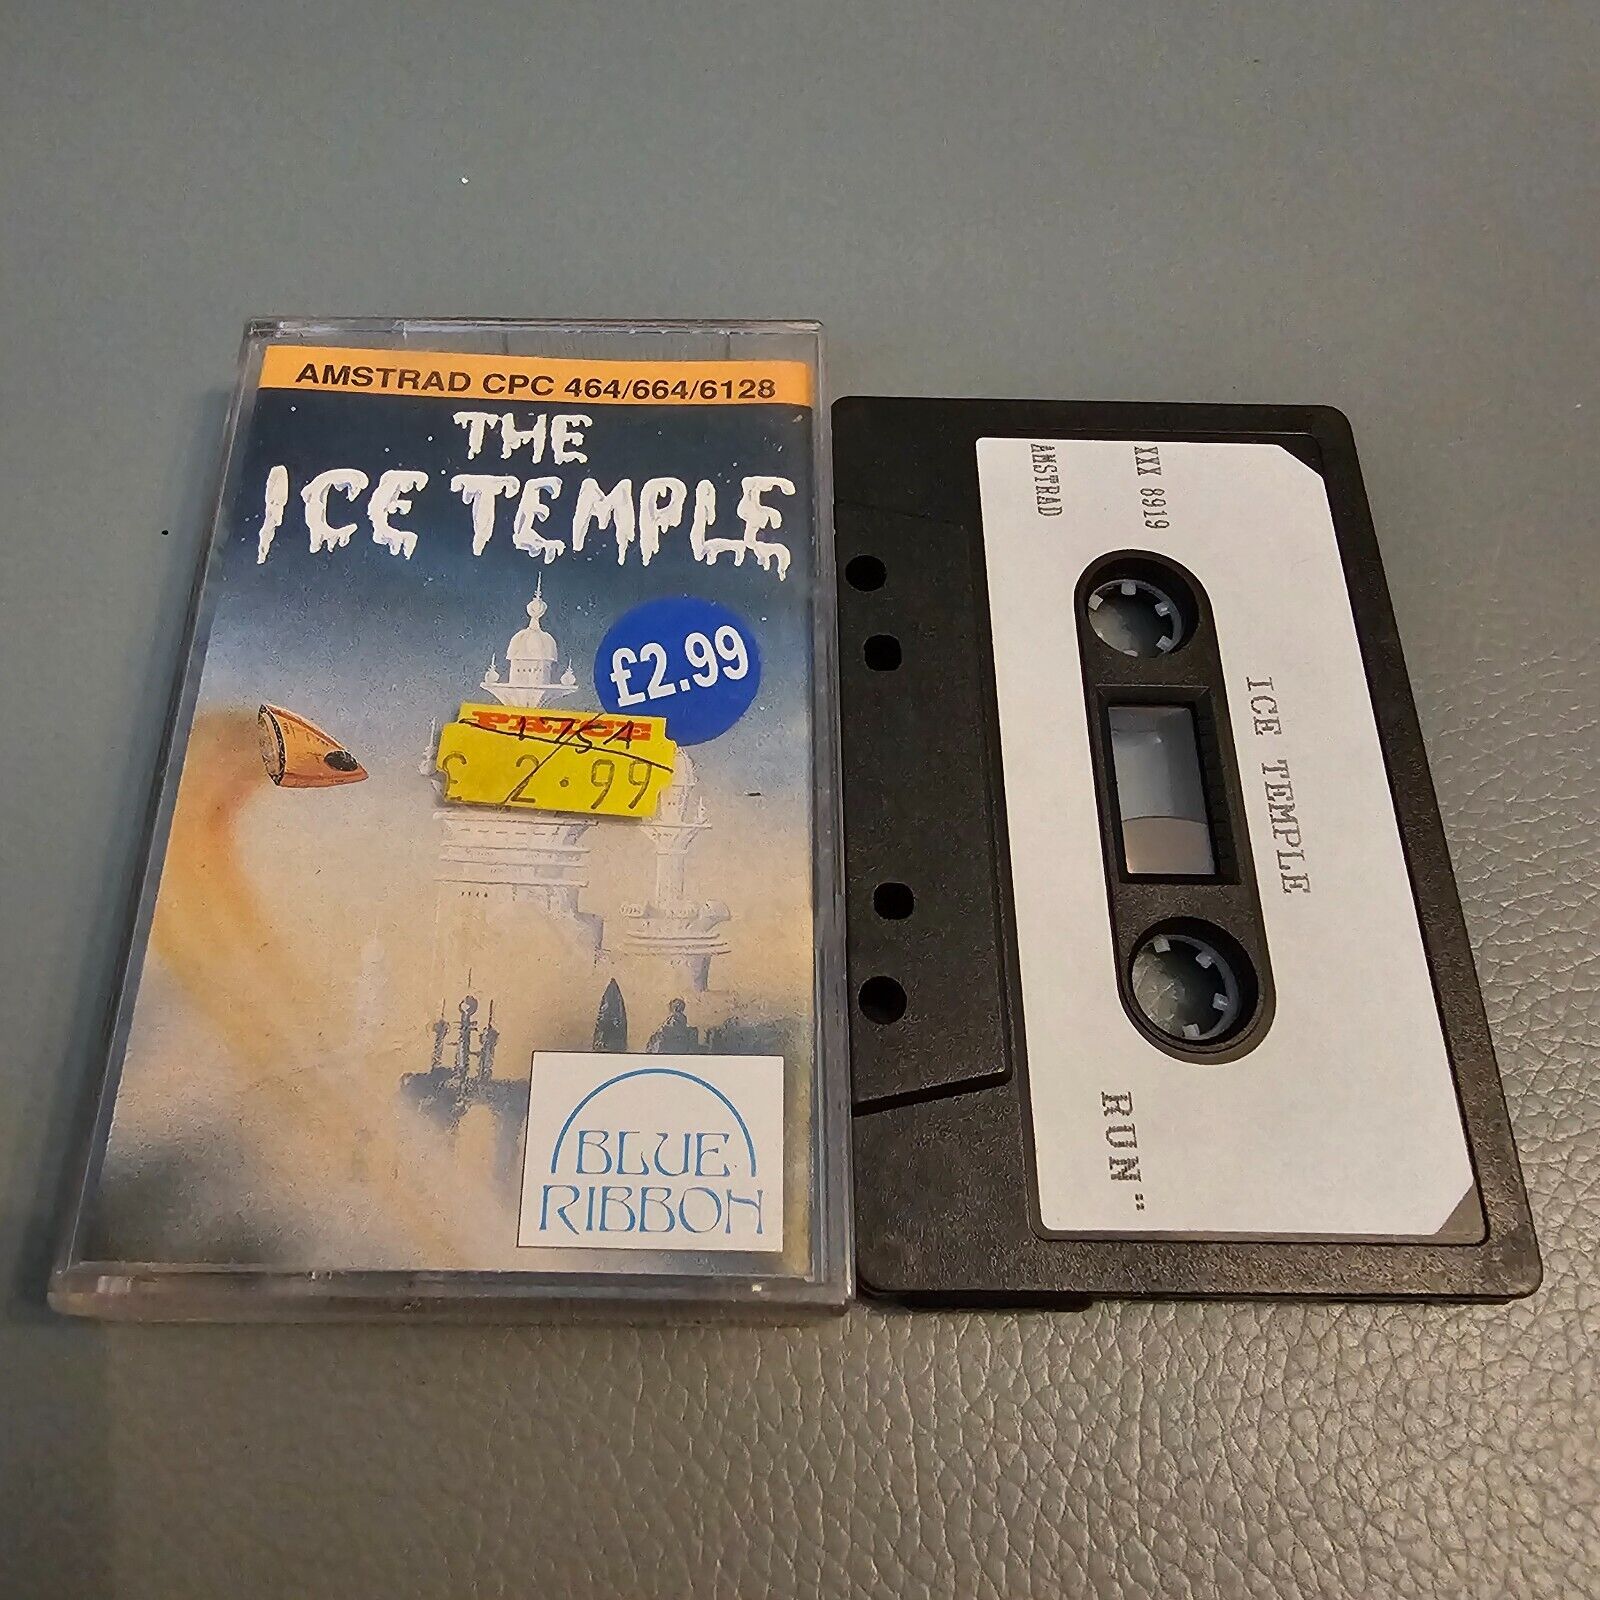 AMSTRAD CPC 464/664/6128
THE
ICE TEMPLE
£2.99
PRICE
£ 2.99
BLUE
RIBBON
XXX 8919
AMSTRAD
ICE TEMPLE
RUN"